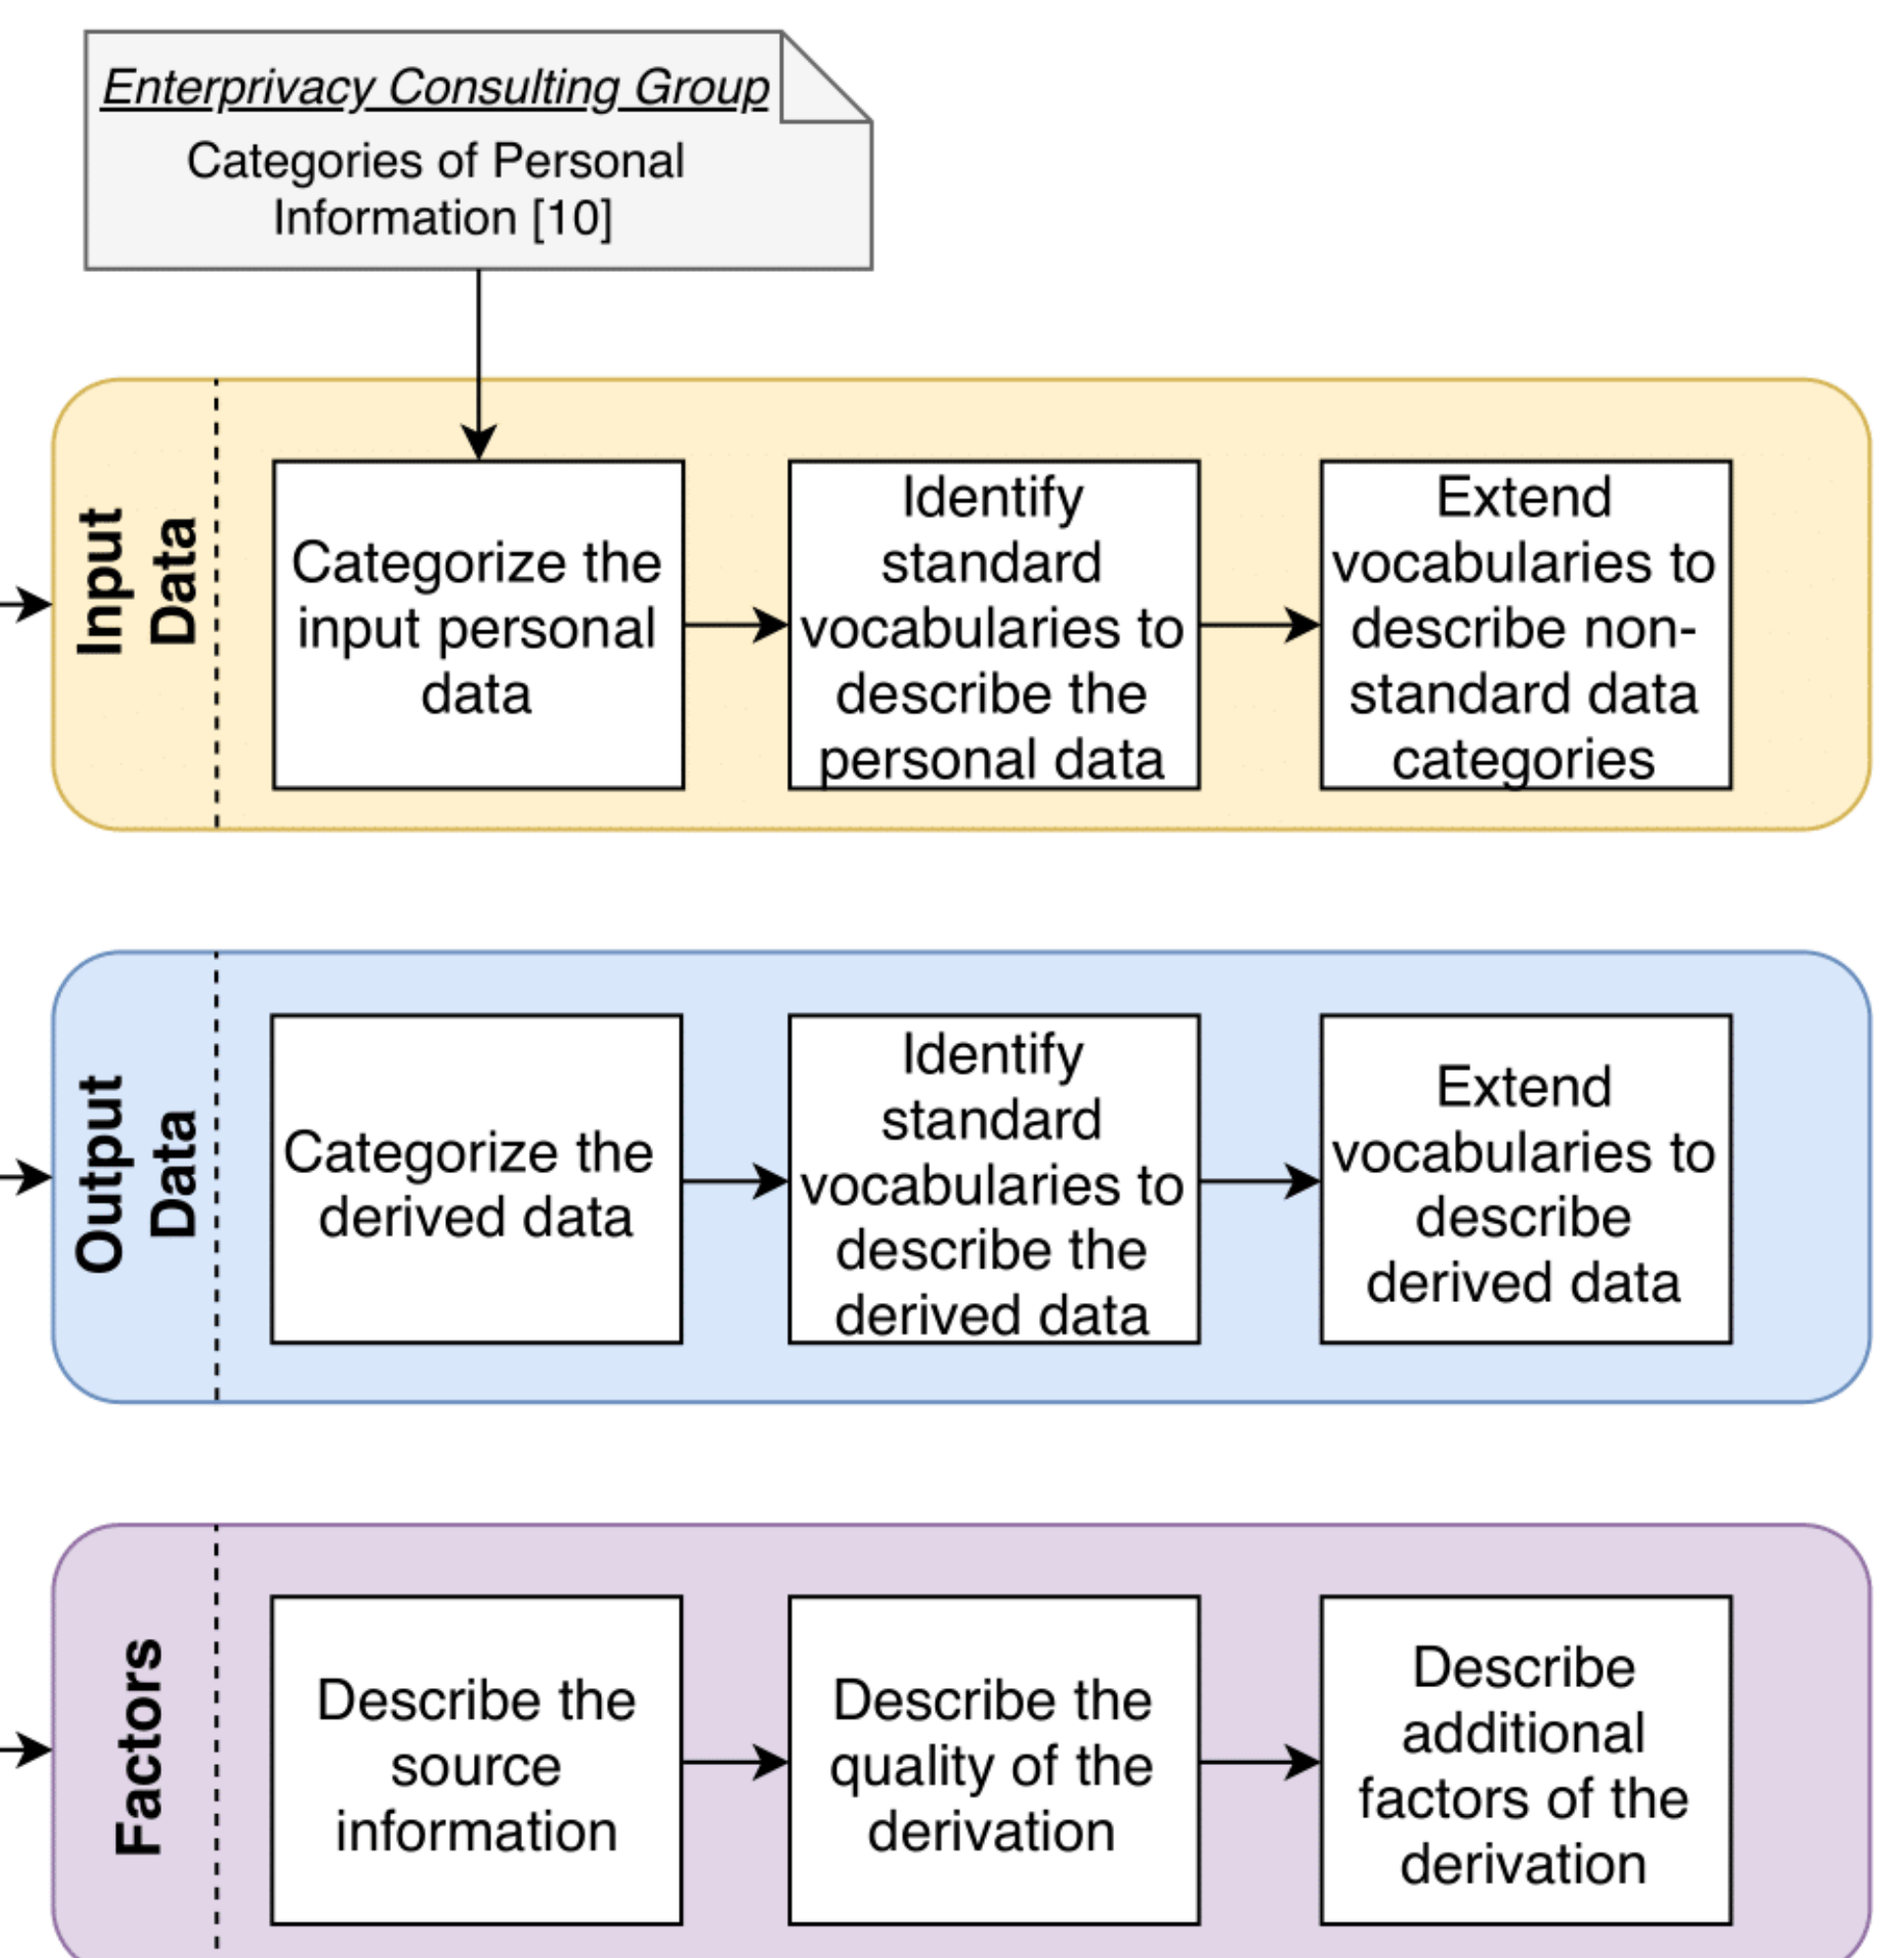 Enterprivacy Consulting Group
Categories of Personal
Information [10]
Input
Data
Categorize the
input personal
data
Identify
standard
vocabularies to
describe the
personal data
Extend
vocabularies to
describe non-
standard data
categories
Output
Data
Categorize the
derived data
Identify
standard
vocabularies to
describe the
derived data
Extend
vocabularies to
describe
derived data
Factors
Describe the
source
information
Describe the
quality of the
derivation
Describe
additional
factors of the
derivation